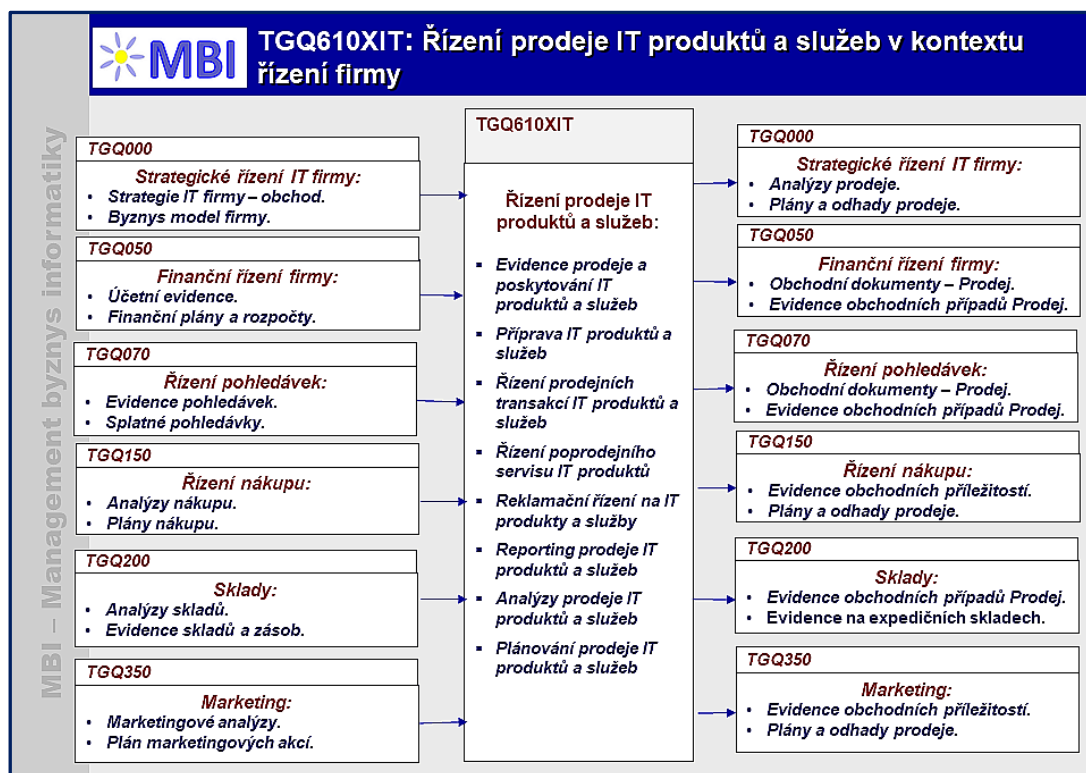 MBI
TGQ610XIT: Řízení prodeje IT produktů a služeb v kontextu
řízení firmy
MBI – Management byznys informatiky
TGQ000
Strategické řízení IT firmy:
• Strategie IT firmy – obchod.
• Byznys model firmy.
TGQ050
Finanční řízení firmy:
• Účetní evidence.
• Finanční plány a rozpočty.
TGQ070
Řízení pohledávek:
• Evidence pohledávek.
• Splatné pohledávky.
TGQ150
Řízení nákupu:
• Analýzy nákupu.
• Plány nákupu.
TGQ200
Sklady:
• Analýzy skladů.
• Evidence skladů a zásob.
TGQ350
Marketing:
• Marketingové analýzy.
• Plán marketingových akcí.
TGQ610XIT
Řízení prodeje IT
produktů a služeb:
▪ Evidence prodeje a
poskytování IT
produktů a služeb
▪ Příprava IT produktů a
služeb
▪ Řízení prodejních
transakcí IT produktů a
služeb
▪ Řízení poprodejního
servisu IT produktů
▪ Reklamační řízení na IT
produkty a služby
▪ Reporting prodeje IT
produktů a služeb
▪ Analýzy prodeje IT
produktů a služeb
▪ Plánování prodeje IT
produktů a služeb
TGQ000
Strategické řízení IT firmy:
• Analýzy prodeje.
• Plány a odhady prodeje.
TGQ050
Finanční řízení firmy:
• Obchodní dokumenty – Prodej.
• Evidence obchodních případů Prodej.
TGQ070
Řízení pohledávek:
• Obchodní dokumenty – Prodej.
• Evidence obchodních případů Prodej.
TGQ150
Řízení nákupu:
• Evidence obchodních příležitostí.
• Plány a odhady prodeje.
TGQ200
Sklady:
• Evidence obchodních případů Prodej.
• Evidence na expedičních skladech.
TGQ350
Marketing:
• Evidence obchodních příležitostí.
• Plány a odhady prodeje.